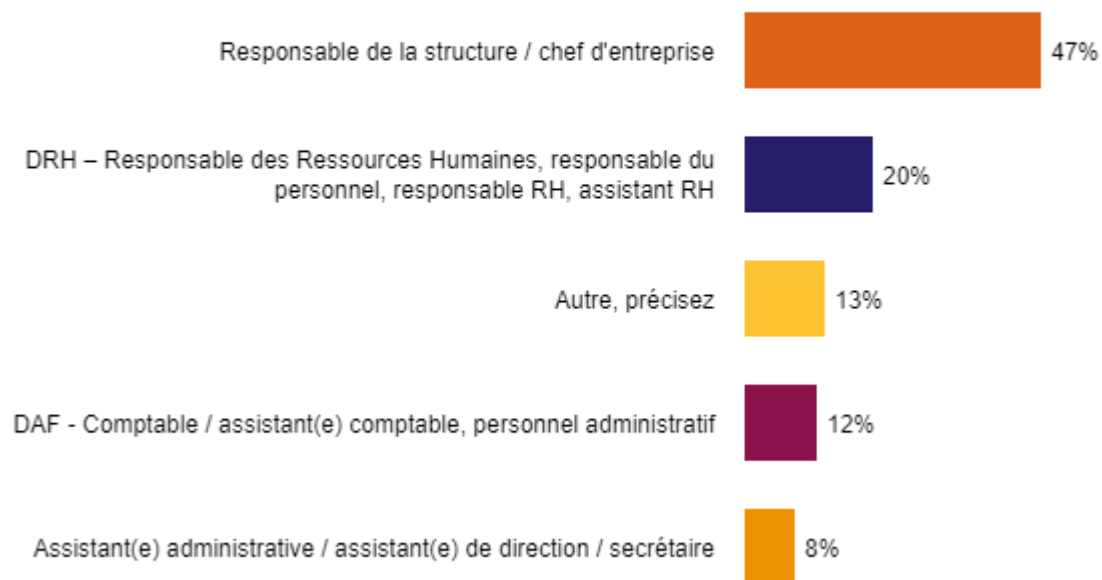 Responsable de la structure / chef d'entreprise 47%
DRH – Responsable des Ressources Humaines, responsable du
personnel, responsable RH, assistant RH 20%
Autre, précisez 13%
DAF - Comptable / assistant(e) comptable, personnel administratif 12%
Assistant(e) administrative / assistant(e) de direction / secrétaire 8%